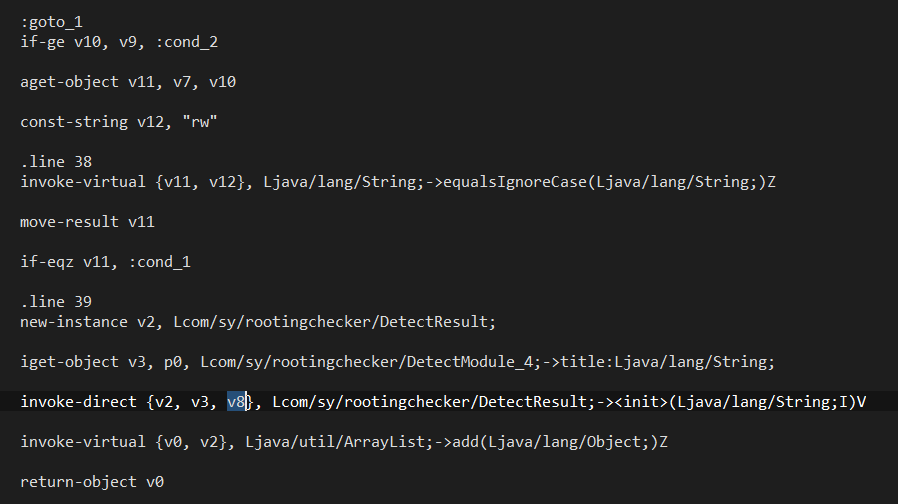 :goto_1
if-ge v10, v9, :cond_2
aget-object v11, v7, v10
const-string v12, "rw"
.line 38
invoke-virtual {v11, v12}, Ljava/lang/String;->equalsIgnoreCase(Ljava/lang/String;)Z
move-result v11
if-eqz v11, :cond_1
.line 39
new-instance v2, Lcom/sy/rootingchecker/DetectResult;
iget-object v3, p0, Lcom/sy/rootingchecker/DetectModule_4;->title:Ljava/lang/String;
invoke-direct {v2, v3, v8}, Lcom/sy/rootingchecker/DetectResult;-><init>(Ljava/lang/String;I)V
invoke-virtual {v0, v2}, Ljava/util/ArrayList;->add(Ljava/lang/Object;)Z
return-object v0